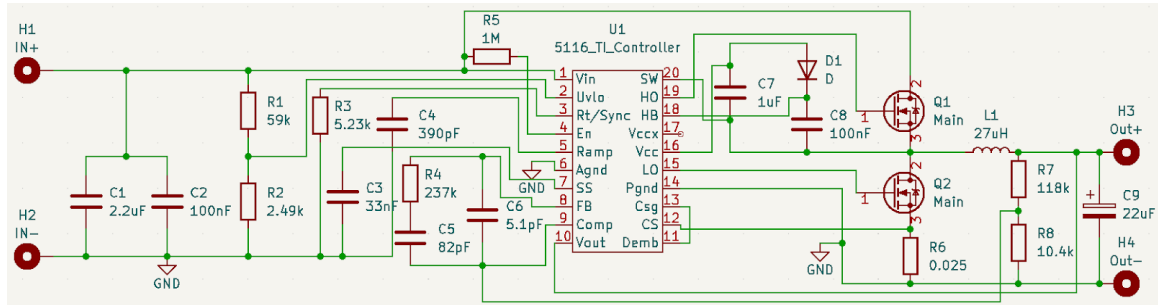 H1
IN+
R5
1M
U1
5116_TI_Controller
1
Vin
SW
20
2
Uvlo
HO
19
3
Rt/Sync
HB
18
4
En
Vccx
17
5
Ramp
Vcc
16
6
Agnd
LO
15
7
SS
Pgnd
14
8
FB
Csg
13
9
Comp
CS
12
10
Vout
Demb
11
R1
59k
R3
5.23k
C4
390pF
C7
1uF
D1
D
C8
100nF
2
1
3
Q1
Main
L1
27uH
H3
Out+
H2
IN-
C1
2.2uF
C2
100nF
R2
2.49k
C3
33nF
R4
237k
C5
82pF
C6
5.1pF
GND
GND
GND
2
1
3
Q2
Main
R6
0.025
R7
118k
R8
10.4k
+
C9
22uF
H4
Out-